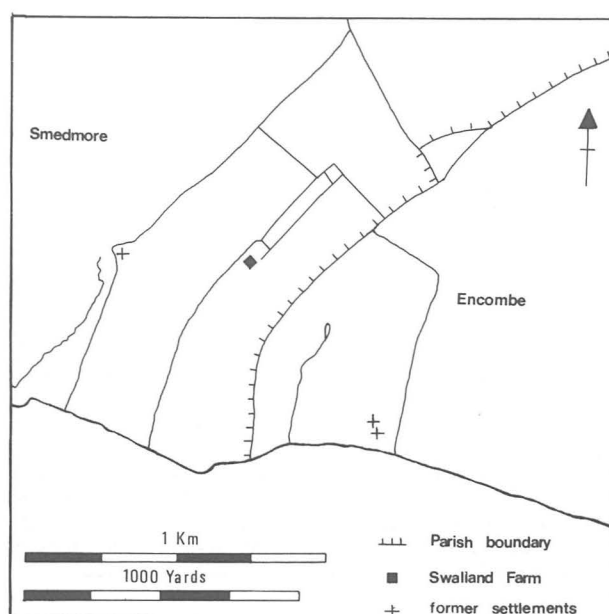 Smedmore
Encombe
1 Km
1000 Yards
Parish boundary
Swalland Farm
former settlements